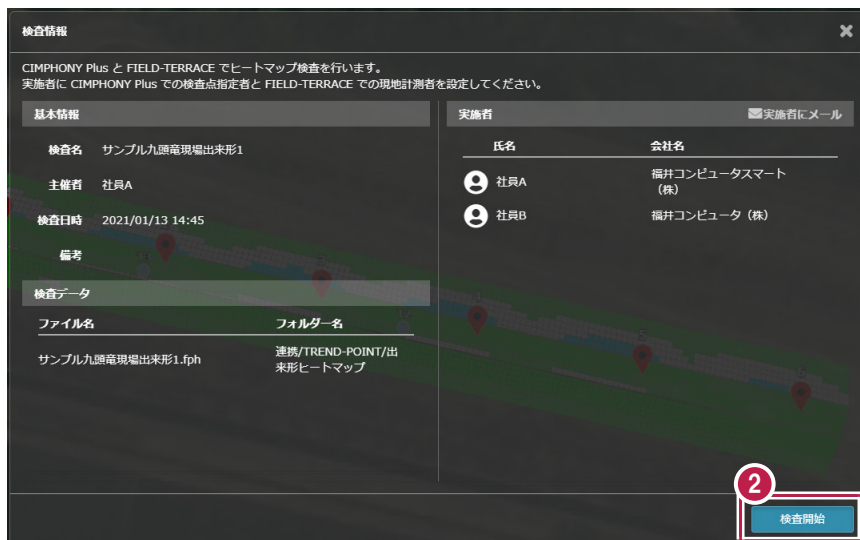 検査情報
CIMPHONY Plus と FIELD-TERRACE でヒートマップ検査を行います。
実施者に CIMPHONY Plus での検査点指定者と FIELD-TERRACE での現地計測者を設定してください。
基本情報
検査名 サンプル九頭竜現場出来形1
主催者 社員A
検査日時 2021/01/13 14:45
備考
検査データ
ファイル名 フォルダー名
サンプル九頭竜現場出来形1.fph 連携/TREND-POINT/出
来形ヒートマップ
実施者 実施者にメール
氏名 会社名
社員A 福井コンピュータスマート
（株）
社員B 福井コンピュータ（株）
2
検査開始